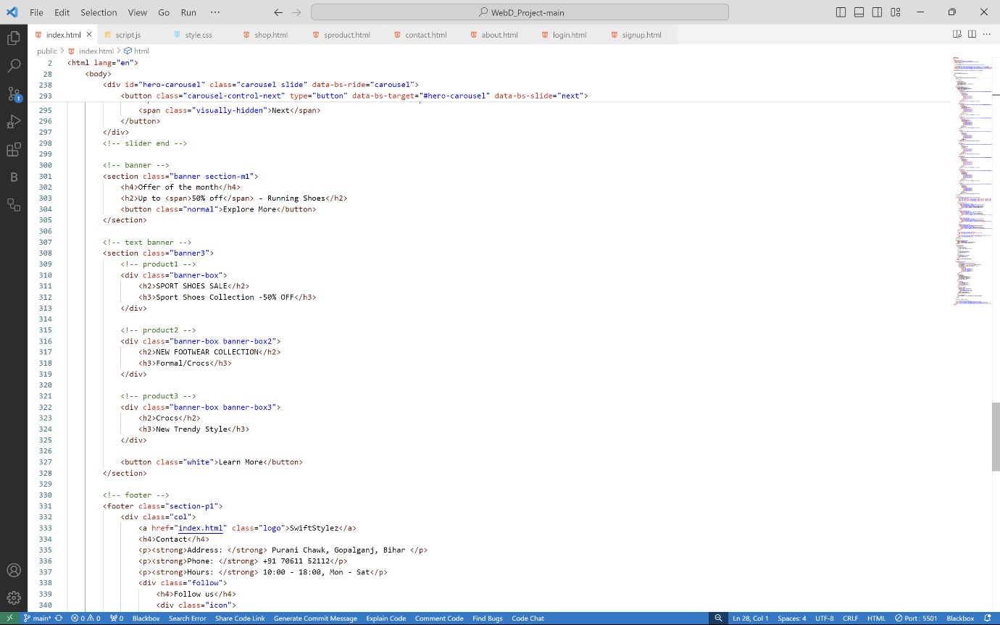 File Edit Selection View Go Run ··· WebD_Project-main
index.html script.js style.css shop.html sproduct.html contact.html about.html login.html signup.html
public > index.html > html
2 <html lang="en">
28 <body>
238 <div id="hero-carousel" class="carousel slide" data-bs-ride="carousel">
293 <button class="carousel-control-next" type="button" data-bs-target="#hero-carousel" data-bs-slide="next">
295 <span class="visually-hidden">Next</span>
296 </button>
297 </div>
298 <!-- slider end -->
299
300 <!-- banner -->
301 <section class="banner section-m1">
302 <h4>Offer of the month</h4>
303 <h2>Up to <span>50% off</span> - Running Shoes</h2>
304 <button class="normal">Explore More</button>
305 </section>
306
307 <!-- text banner -->
308 <section class="banner3">
309 <!-- product1 -->
310 <div class="banner-box">
311 <h2>SPORT SHOES SALE</h2>
312 <h3>Sport Shoes Collection -50% OFF</h3>
313 </div>
314
315 <!-- product2 -->
316 <div class="banner-box banner-box2">
317 <h2>NEW FOOTWEAR COLLECTION</h2>
318 <h3>Formal/Crocs</h3>
319 </div>
320
321 <!-- product3 -->
322 <div class="banner-box banner-box3">
323 <h2>Crocs</h2>
324 <h3>New Trendy Style</h3>
325 </div>
326
327 <button class="white">Learn More</button>
328 </section>
329
330 <!-- footer -->
331 <footer class="section-p1">
332 <div class="col">
333 <a href="index.html" class="logo">SwiftStylez</a>
334 <h4>Contact</h4>
335 <p><strong>Address: </strong> Purani Chawk, Gopalganj, Bihar </p>
336 <p><strong>Phone: </strong> +91 70611 52112</p>
337 <p><strong>Hours: </strong> 10:00 - 18:00, Mon - Sat</p>
338 <div class="follow">
339 <h4>Follow us</h4>
340 <div class="icon">
B
1
main* 0 0 0 Blackbox Search Error Share Code Link Generate Commit Message Explain Code Comment Code Find Bugs Code Chat Ln 28, Col 1 Spaces: 4 UTF-8 CRLF HTML Port : 5501 Blackbox